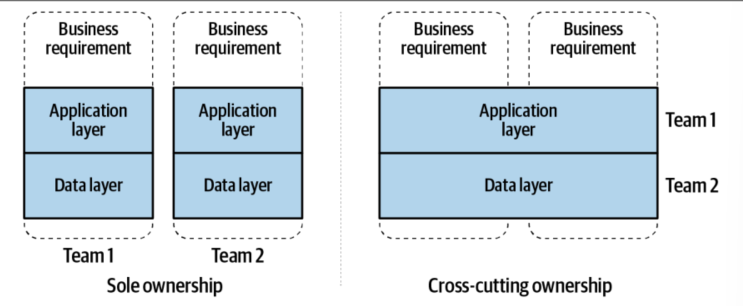 Business
requirement
Business
requirement
Application
layer
Application
layer
Data layer
Data layer
Team 1
Team 2
Sole ownership
Business
requirement
Business
requirement
Application
layer
Team 1
Data layer
Team 2
Cross-cutting ownership